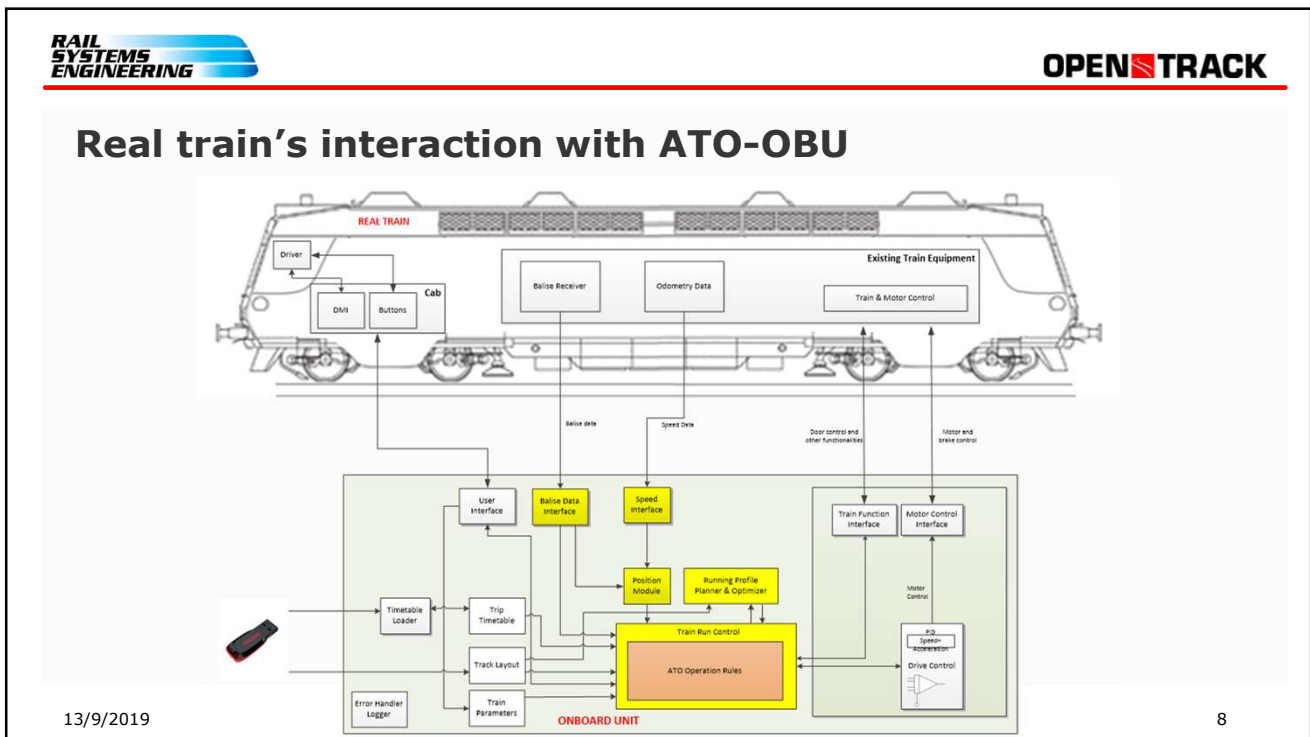 RAIL
SYSTEMS
ENGINEERING
OPENTRACK
Real train's interaction with ATO-OBU
REAL TRAIN
Driver
Cab
DMI
Buttons
Existing Train Equipment
Balise Receiver
Odometry Data
Train & Motor Control
Balise data
Speed Data
Door control and
other functionalities
Motor and
brake control
User
Interface
Balise Data
Interface
Speed
Interface
Train Function
Interface
Motor Control
Interface
Position
Module
Running Profile
Planner & Optimizer
Motor
Control
Timetable
Loader
Trip
Timetable
Train Run Control
ATO Operation Rules
PID
Speed+
Acceleration
Drive Control
Track Layout
Train
Parameters
Error Handler
Logger
ONBOARD UNIT
13/9/2019
8